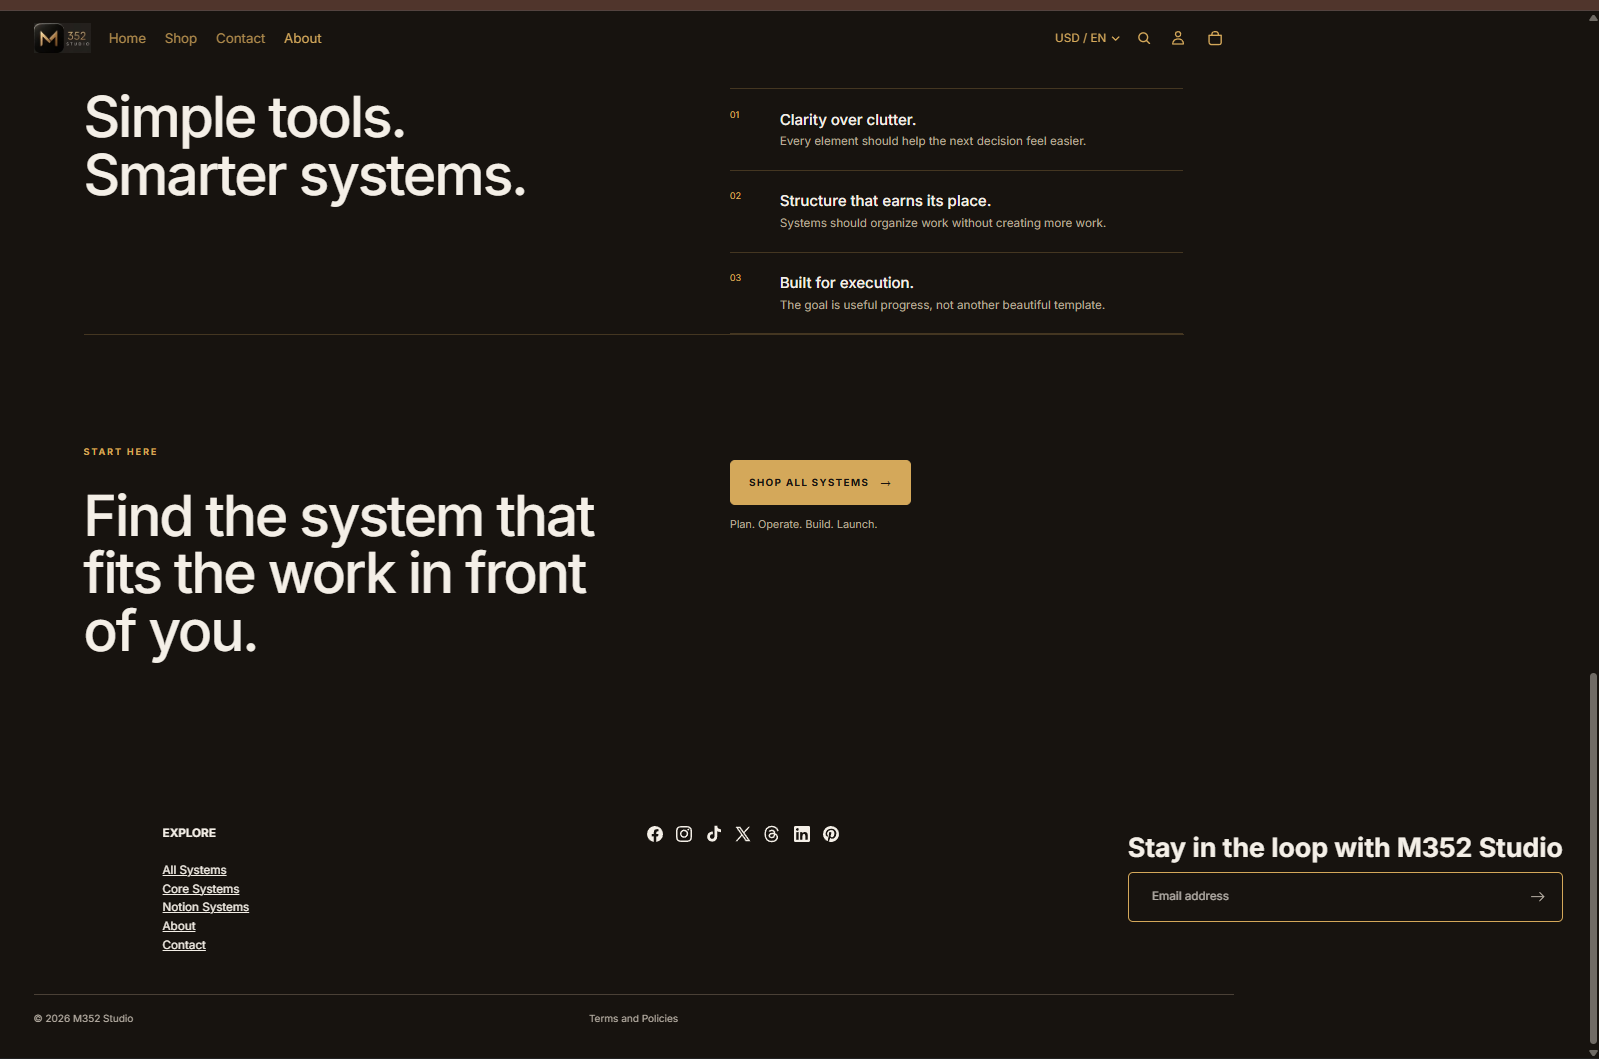 M 352
STUDIO
Home Shop Contact About
USD / EN
Simple tools.
Smarter systems.
01
Clarity over clutter.
Every element should help the next decision feel easier.
02
Structure that earns its place.
Systems should organize work without creating more work.
03
Built for execution.
The goal is useful progress, not another beautiful template.
START HERE
Find the system that
fits the work in front
of you.
SHOP ALL SYSTEMS →
Plan. Operate. Build. Launch.
EXPLORE
All Systems
Core Systems
Notion Systems
About
Contact
Stay in the loop with M352 Studio
Email address
© 2026 M352 Studio
Terms and Policies